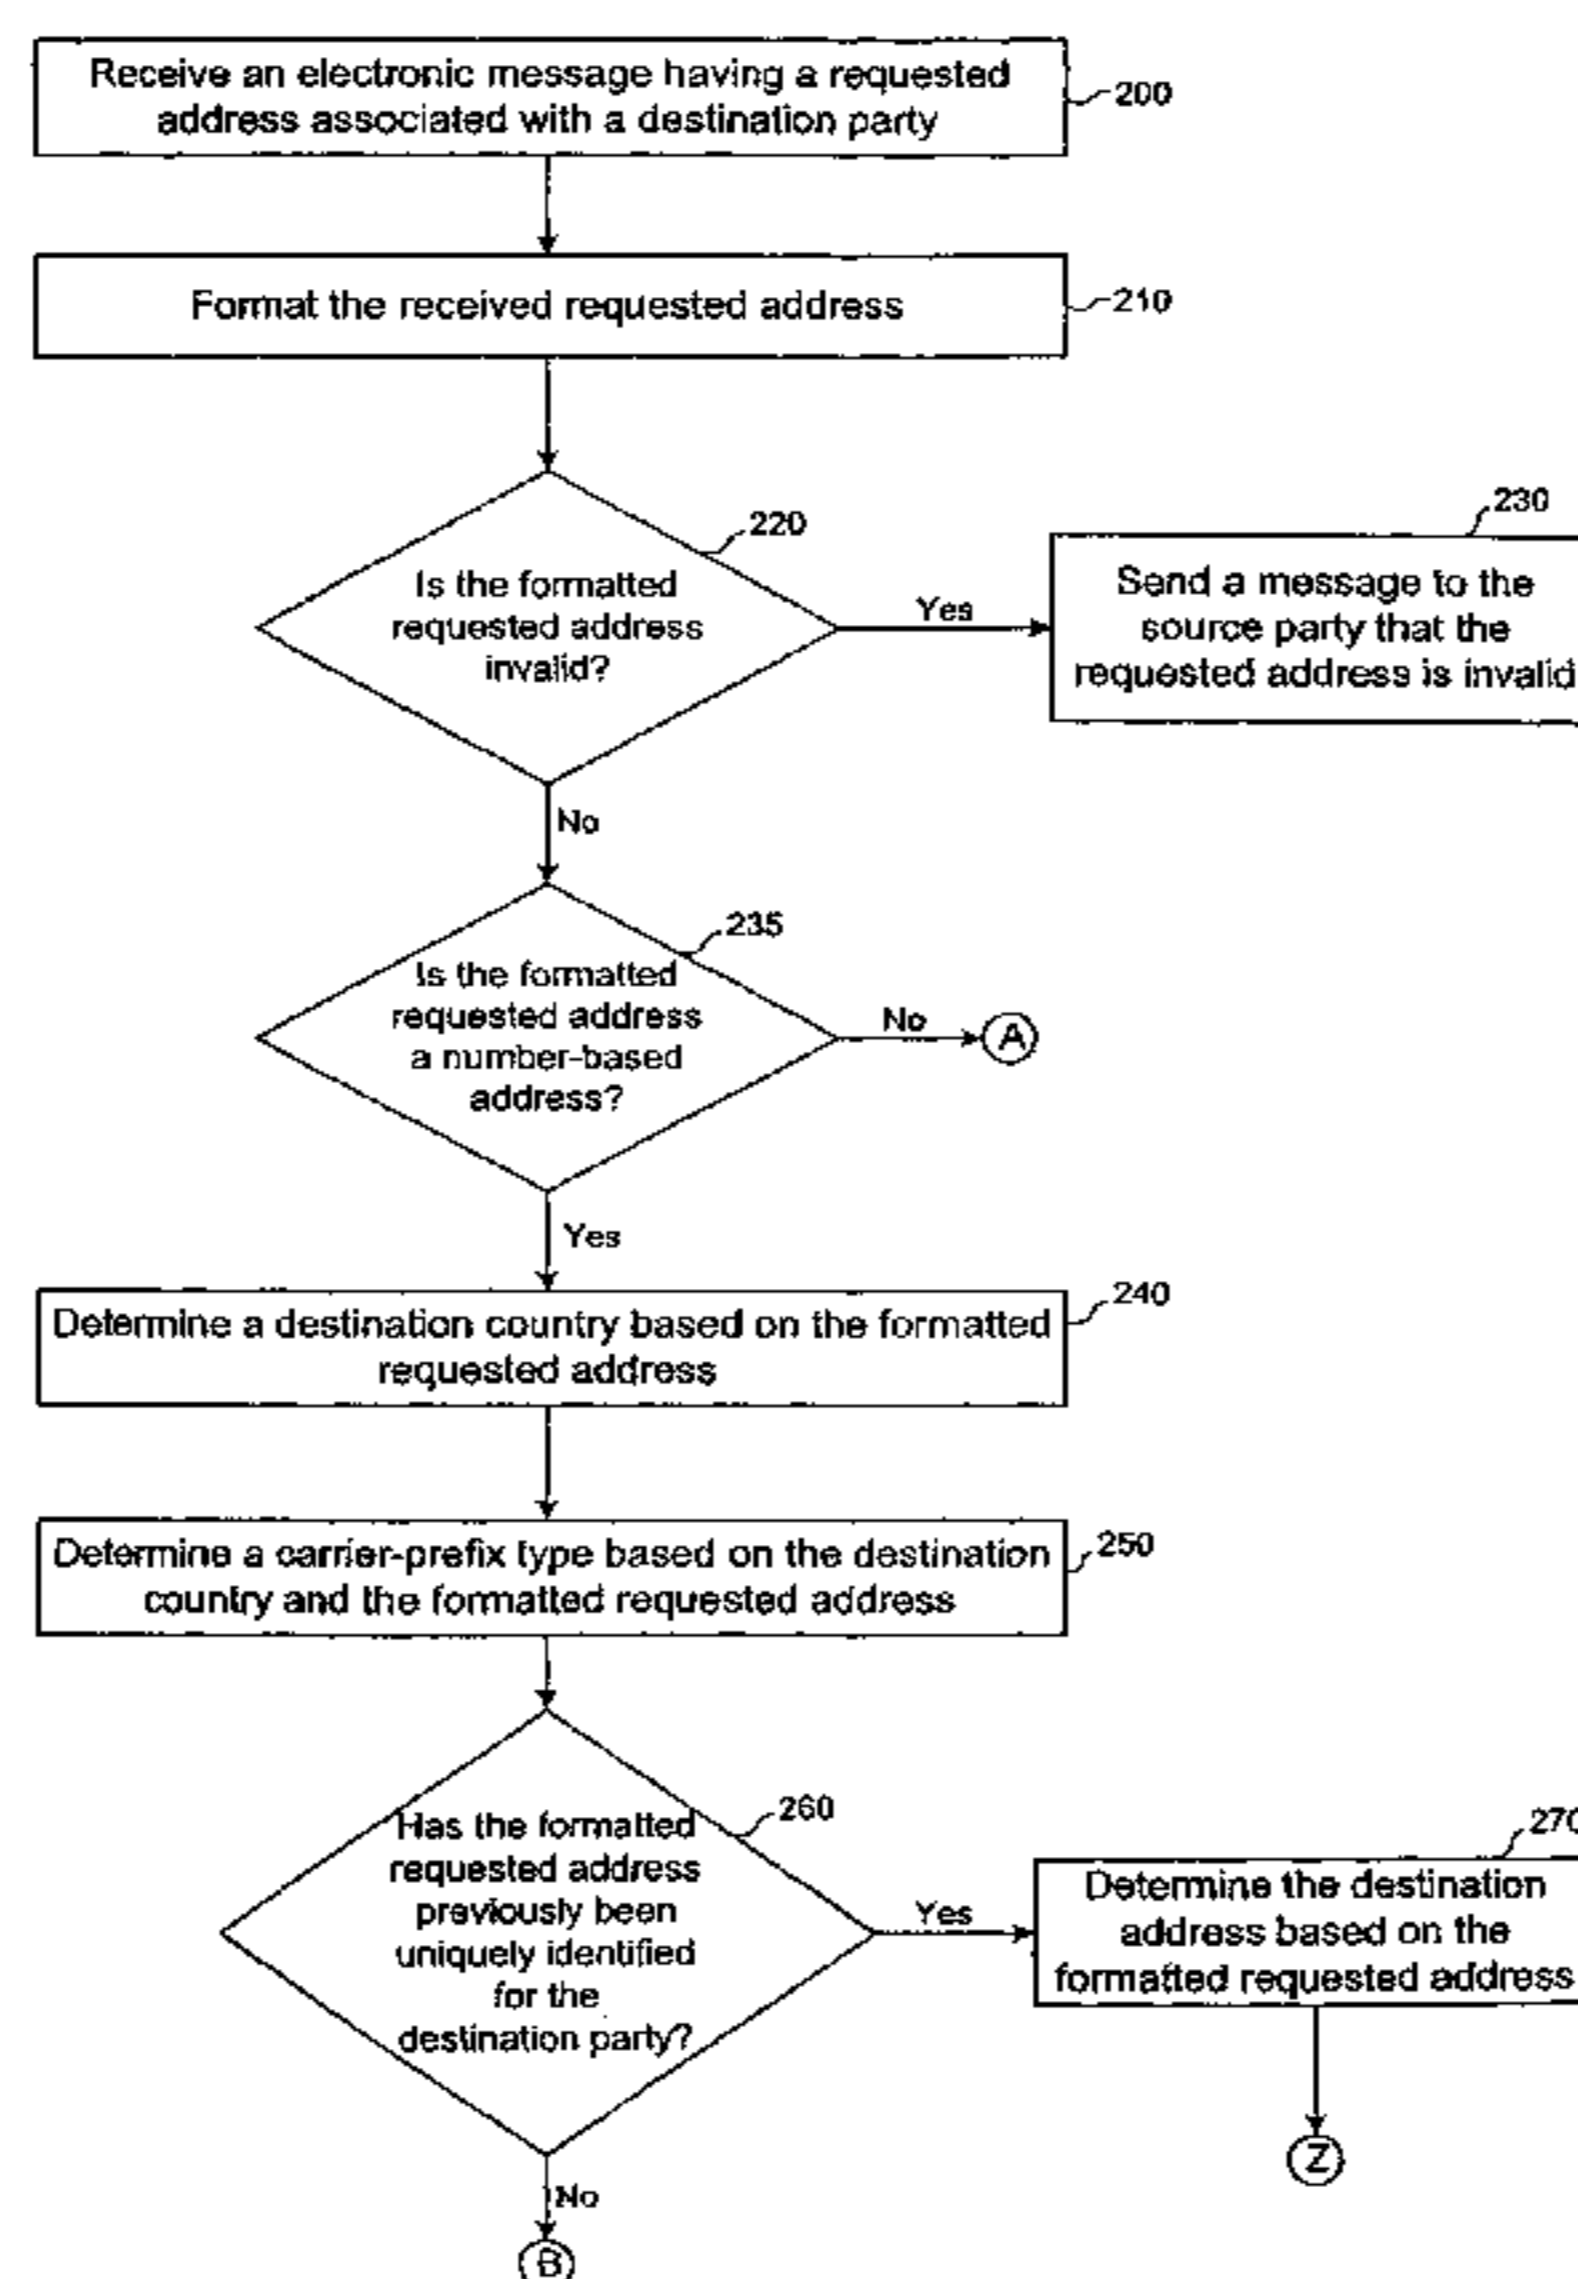 Receive an electronic message having a requested
address associated with a destination party
200
Format the received requested address
210
220
Is the formatted
requested address
invalid?
Yes
230
Send a message to the
source party that the
requested address is invalid
No
235
Is the formatted
requested address
a number-based
address?
No
A
Yes
240
Determine a destination country based on the formatted
requested address
250
Determine a carrier-prefix type based on the destination
country and the formatted requested address
260
Has the formatted
requested address
previously been
uniquely identified
for the
destination party?
Yes
270
Determine the destination
address based on the
formatted requested address
Z
No
B